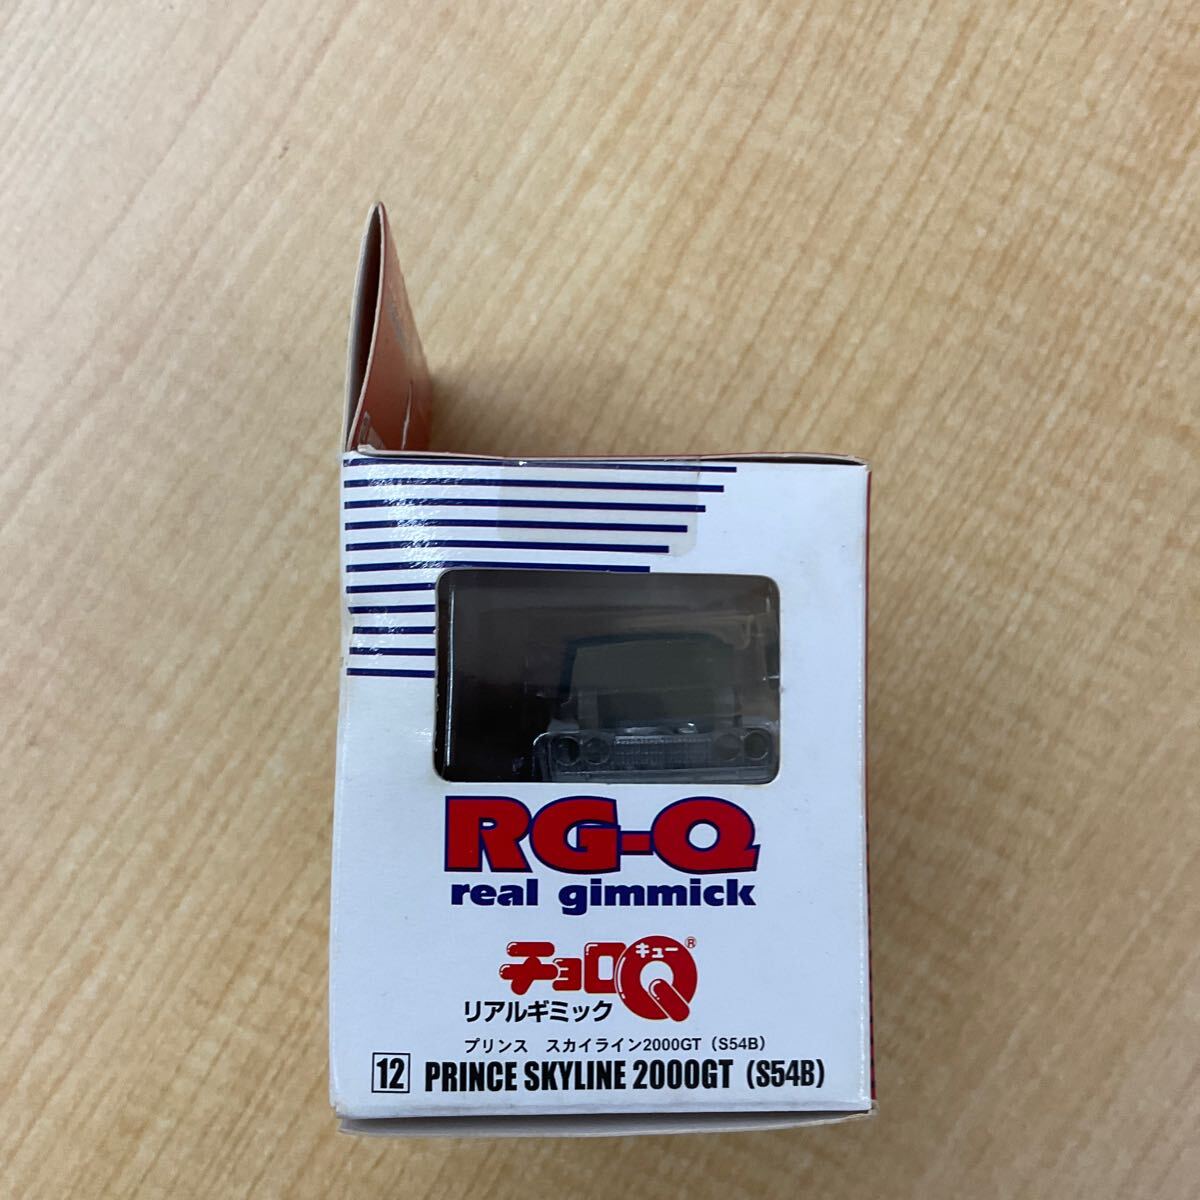 RG-Q
real gimmick
チョロQ
キュー
®
リアルギミック
プリンス スカイライン2000GT（S54B）
12 PRINCE SKYLINE 2000GT (S54B)